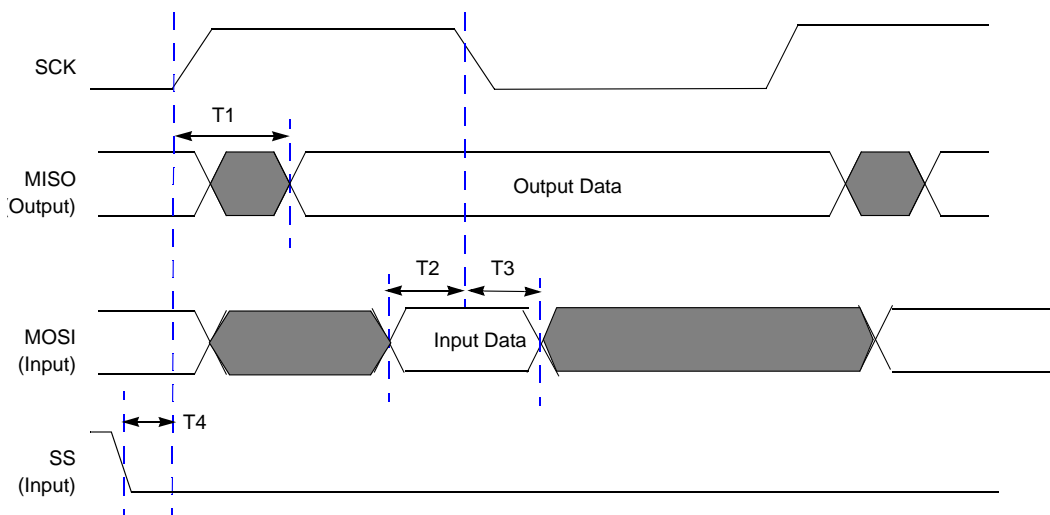 SCK
T1
MISO
(Output)
Output Data
T2
T3
MOSI
(Input)
Input Data
T4
SS
(Input)